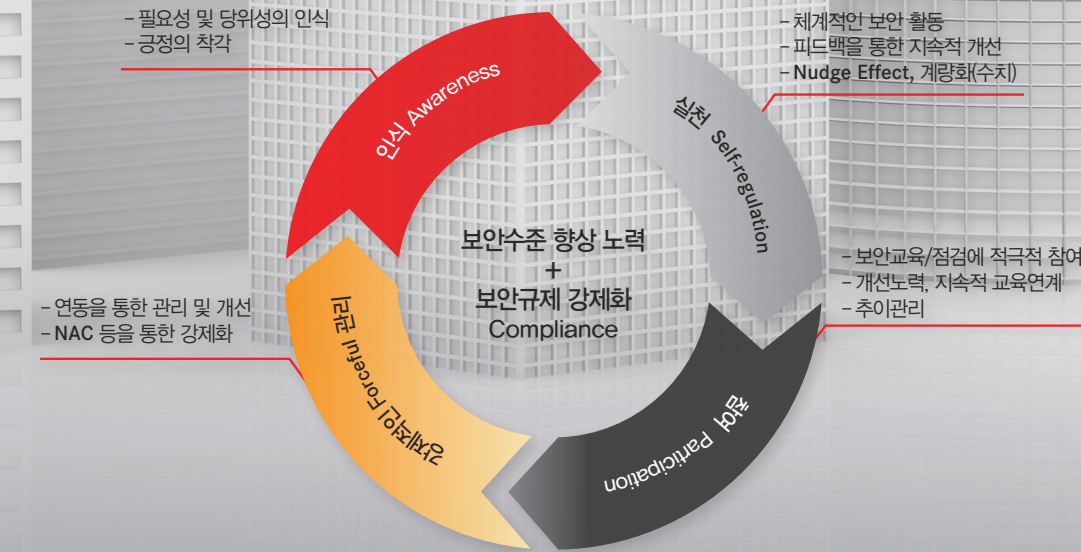 - 필요성 및 당위성의 인식
- 긍정의 착각
인식 Awareness
- 체계적인 보안 활동
- 피드백을 통한 지속적 개선
- Nudge Effect, 계량화(수치)
실천 Self-regulation
보안수준 향상 노력
+
보안규제 강제화
Compliance
- 보안교육/점검에 적극적 참여
- 개선노력, 지속적 교육연계
- 추이관리
참여 Participation
- 연동을 통한 관리 및 개선
- NAC 등을 통한 강제화
강제적인 Forceful 관리